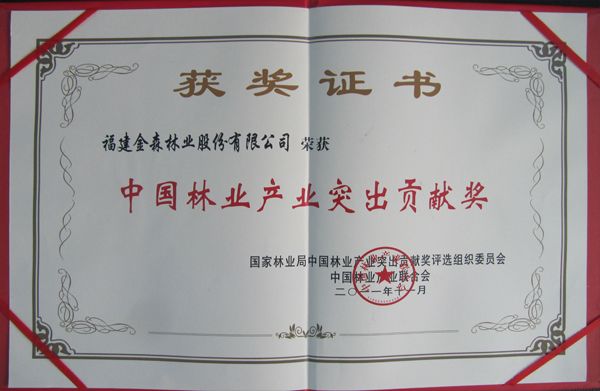 获奖证书
福建金森林业股份有限公司 荣获
中国林业产业突出贡献奖
国家林业局中国林业产业突出贡献奖评选组织委员会
中国林业产业联合会
二〇一一年十一月